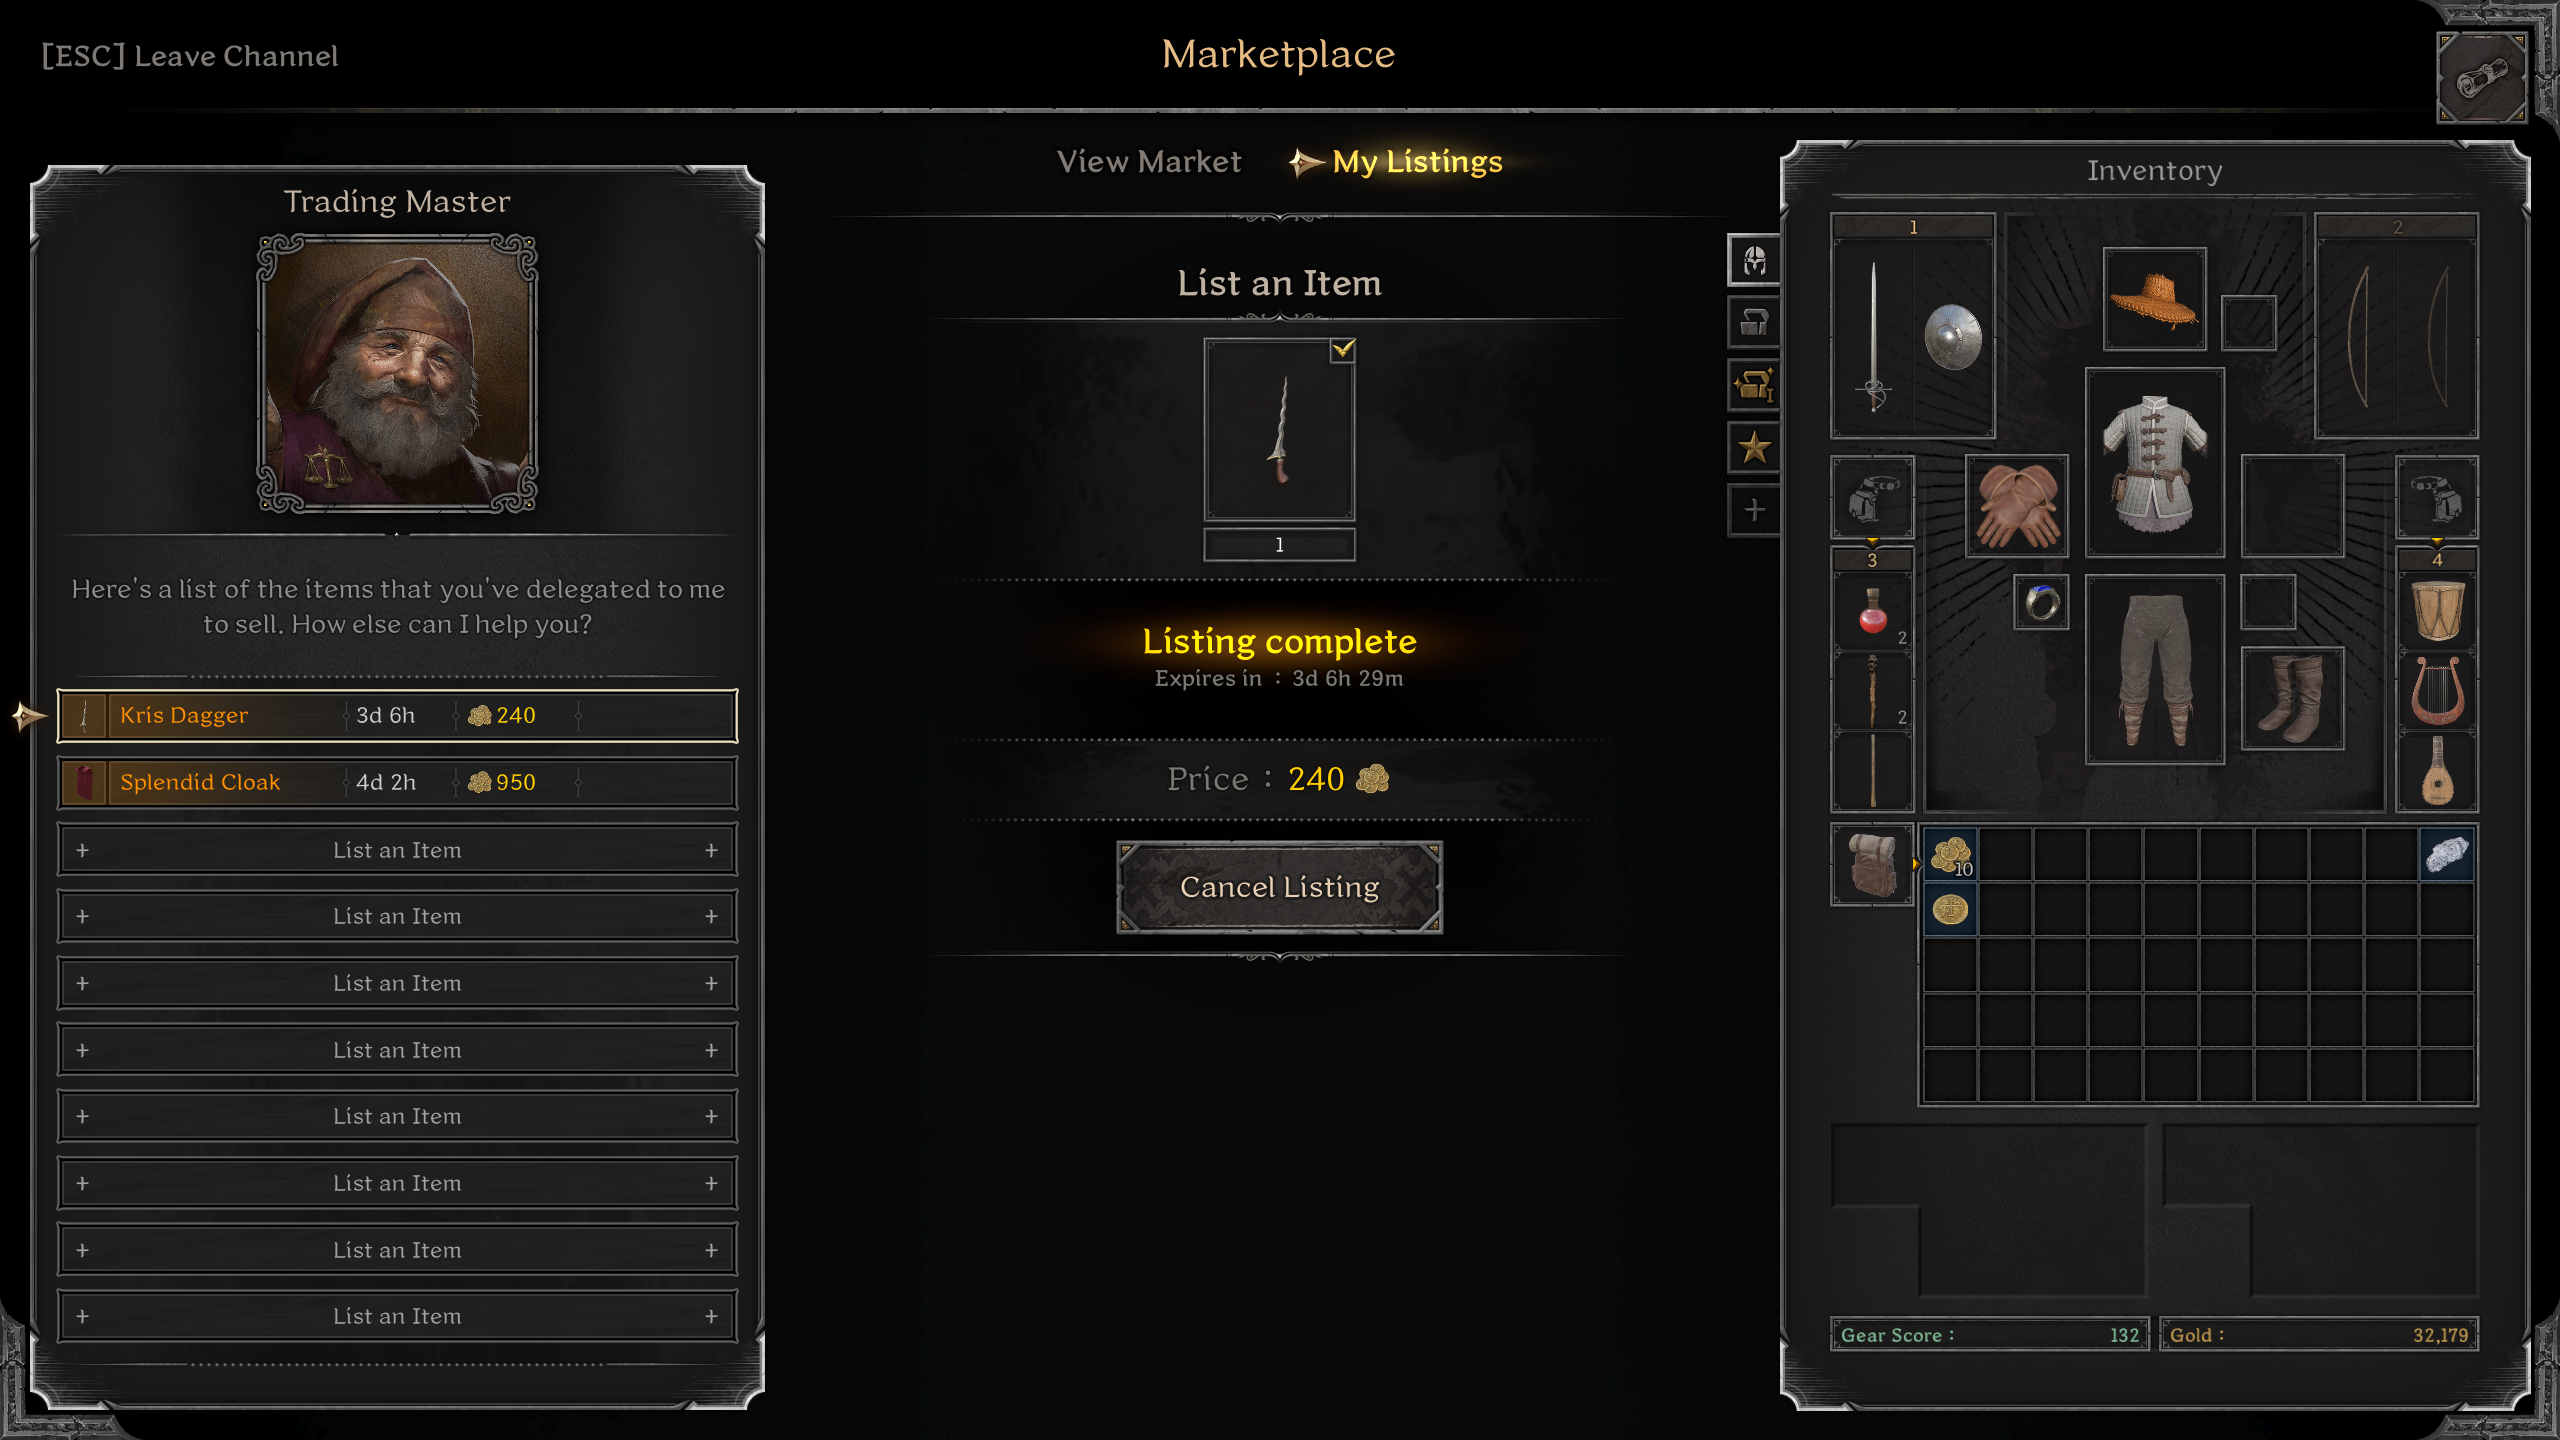 [ESC] Leave Channel
Marketplace
View Market
My Listings
Trading Master
Here's a list of the items that you've delegated to me
to sell. How else can I help you?
Kris Dagger 3d 6h 240
Splendid Cloak 4d 2h 950
+ List an Item +
+ List an Item +
+ List an Item +
+ List an Item +
+ List an Item +
+ List an Item +
+ List an Item +
+ List an Item +
List an Item
1
Listing complete
Expires in : 3d 6h 29m
Price : 240
Cancel Listing
Inventory
1
2
3
4
2
2
10
Gear Score : 132
Gold : 32,179